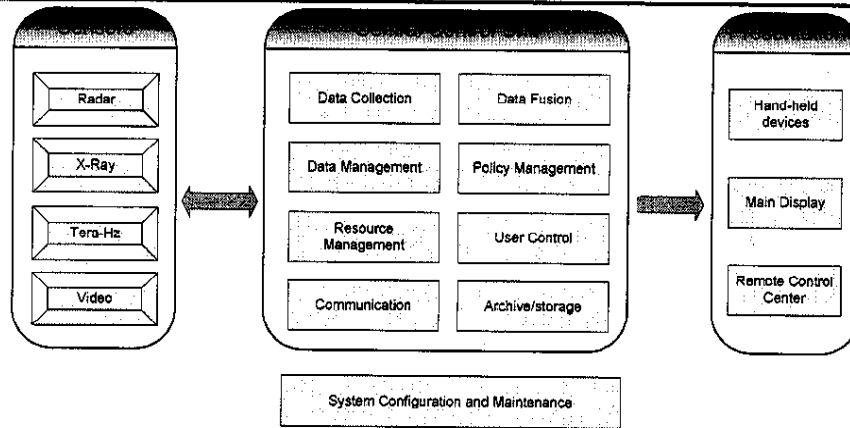 Radar
X-Ray
Tera-Hz
Video
Data Collection
Data Fusion
Data Management
Policy Management
Resource
Management
User Control
Communication
Archive/storage
Hand-held
devices
Main Display
Remote Control
Center
System Configuration and Maintenance